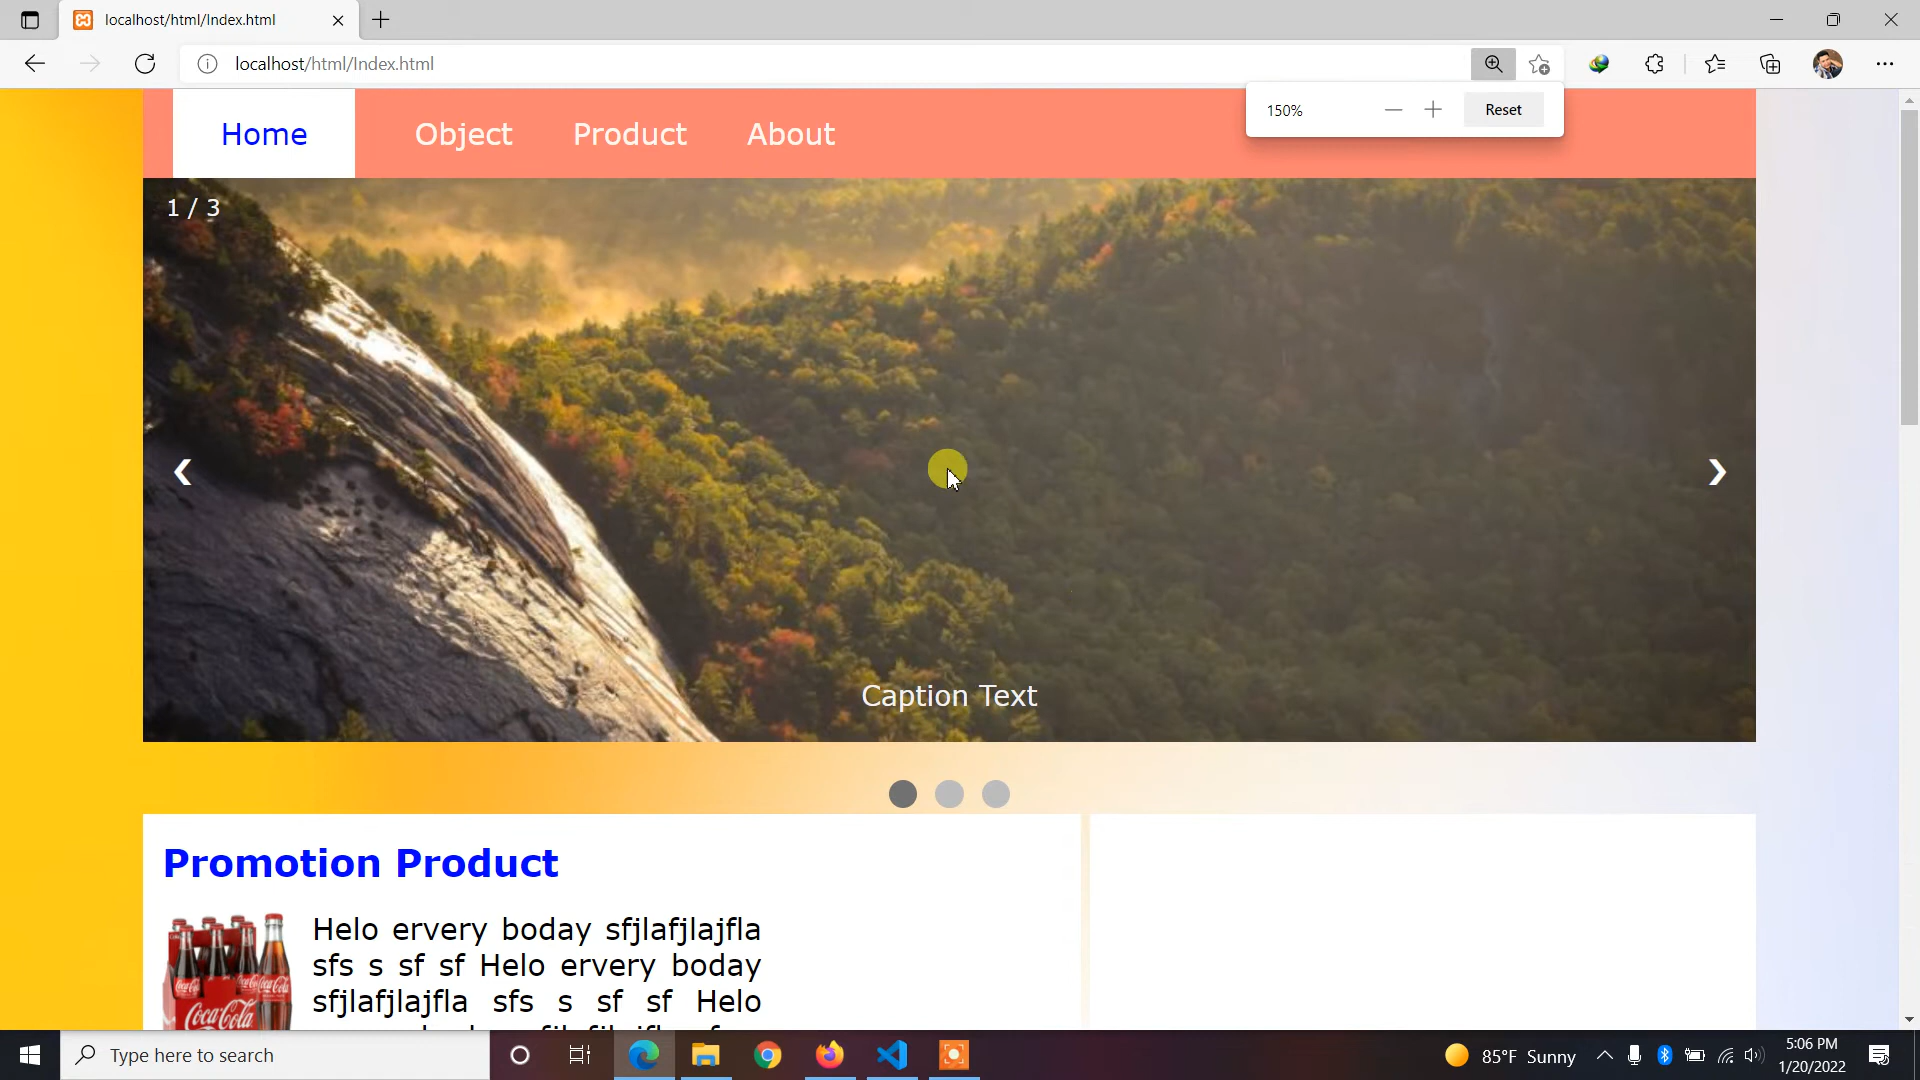 localhost/html/Index.html
localhost/html/Index.html
150%
Reset
Home
Object
Product
About
1 / 3
Caption Text
Promotion Product
Helo ervery boday sfjlafjlajfla
sfs s sf sf Helo ervery boday
sfjlafjlajfla sfs s sf sf Helo
Coca-Cola
Type here to search
85°F Sunny
5:06 PM
1/20/2022